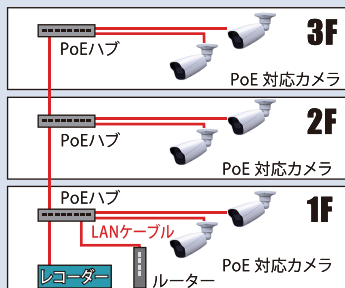 3F
PoEハブ
PoE 対応カメラ
2F
PoEハブ
PoE 対応カメラ
PoEハブ
1F
LANケーブル
PoE 対応カメラ
レコーダー
ルーター